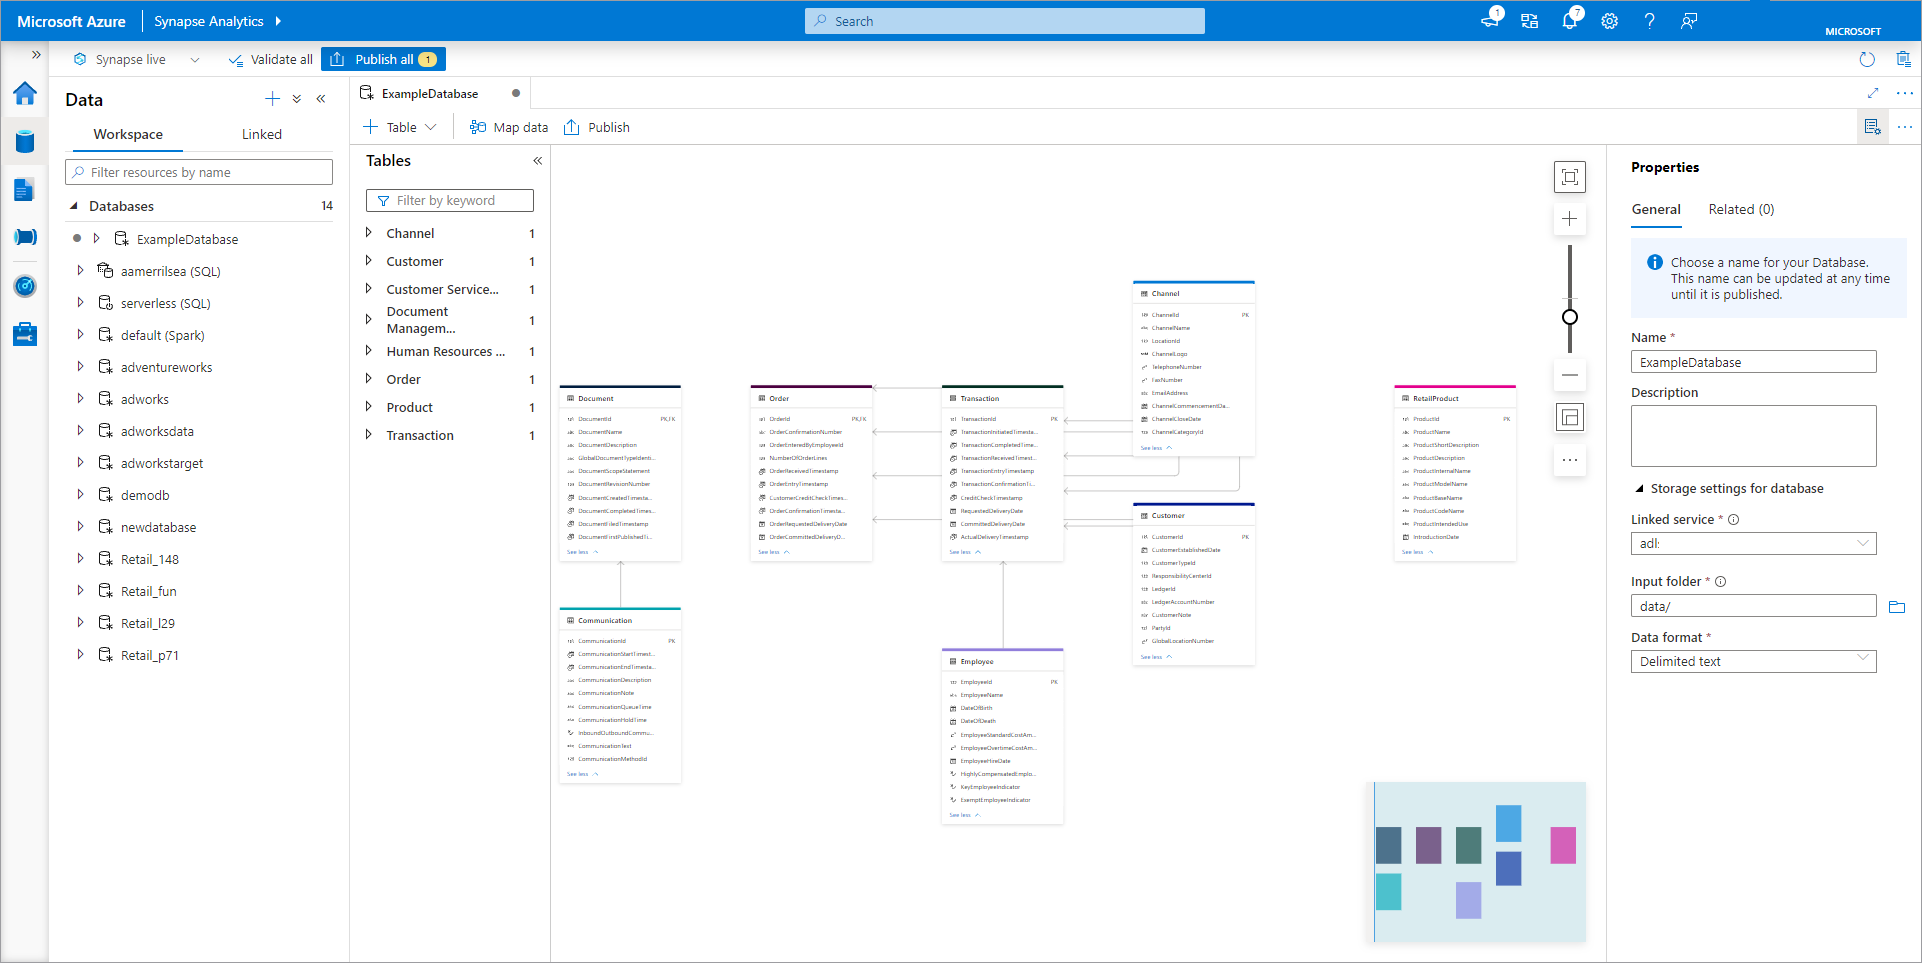 Microsoft Azure
Synapse Analytics
Search
1
7
MICROSOFT
Synapse live
Validate all
Publish all 1
Data
Workspace
Linked
Filter resources by name
Databases 14
ExampleDatabase
aamerrilsea (SQL)
serverless (SQL)
default (Spark)
adventureworks
adworks
adworksdata
adworkstarget
demodb
newdatabase
Retail_148
Retail_fun
Retail_l29
Retail_p71
ExampleDatabase
Table
Map data
Publish
Tables
Filter by keyword
Channel 1
Customer 1
Customer Service... 1
Document
Managem... 1
Human Resources ... 1
Order 1
Product 1
Transaction 1
Document
DocumentId PK,FK
DocumentName
DocumentDescription
GlobalDocumentTypeIdenti...
DocumentScopeStatement
DocumentRevisionNumber
DocumentCreatedTimesta...
DocumentCompletedTimes...
DocumentFiledTimestamp
DocumentFirstPublishedTi...
See less
Communication
CommunicationId PK
CommunicationStartTimest...
CommunicationEndTimesta...
CommunicationDescription
CommunicationNote
CommunicationQueueTime
CommunicationHoldTime
InboundOutboundCommu...
CommunicationText
CommunicationMethodId
See less
Order
OrderId PK,FK
OrderConfirmationNumber
OrderEnteredByEmployeeId
NumberOfOrderLines
OrderReceivedTimestamp
OrderEntryTimestamp
CustomerCreditCheckTimes...
OrderConfirmationTimesta...
OrderRequestedDeliveryDate
OrderCommittedDeliveryD...
See less
Transaction
TransactionId PK
TransactionInitiatedTimesta...
TransactionCompletedTime...
TransactionReceivedTimest...
TransactionEntryTimestamp
TransactionConfirmationTi...
CreditCheckTimestamp
RequestedDeliveryDate
CommittedDeliveryDate
ActualDeliveryTimestamp
See less
Employee
EmployeeId PK
EmployeeName
DateOfBirth
DateOfDeath
EmployeeStandardCostAm...
EmployeeOvertimeCostAm...
EmployeeHireDate
HighlyCompensatedEmplo...
KeyEmployeeIndicator
ExemptEmployeeIndicator
See less
Channel
ChannelId PK
ChannelName
LocationId
ChannelLogo
TelephoneNumber
FaxNumber
EmailAddress
ChannelCommencementDa...
ChannelCloseDate
ChannelCategoryId
See less
Customer
CustomerId PK
CustomerEstablishedDate
CustomerTypeId
ResponsibilityCenterId
LedgerId
LedgerAccountNumber
CustomerNote
PartyId
GlobalLocationNumber
See less
RetailProduct
ProductId PK
ProductName
ProductShortDescription
ProductDescription
ProductInternalName
ProductModelName
ProductBaseName
ProductCodeName
ProductIntendedUse
IntroductionDate
See less
Properties
General
Related (0)
Choose a name for your Database.
This name can be updated at any time
until it is published.
Name *
ExampleDatabase
Description
Storage settings for database
Linked service *
adl
Input folder *
data/
Data format *
Delimited text